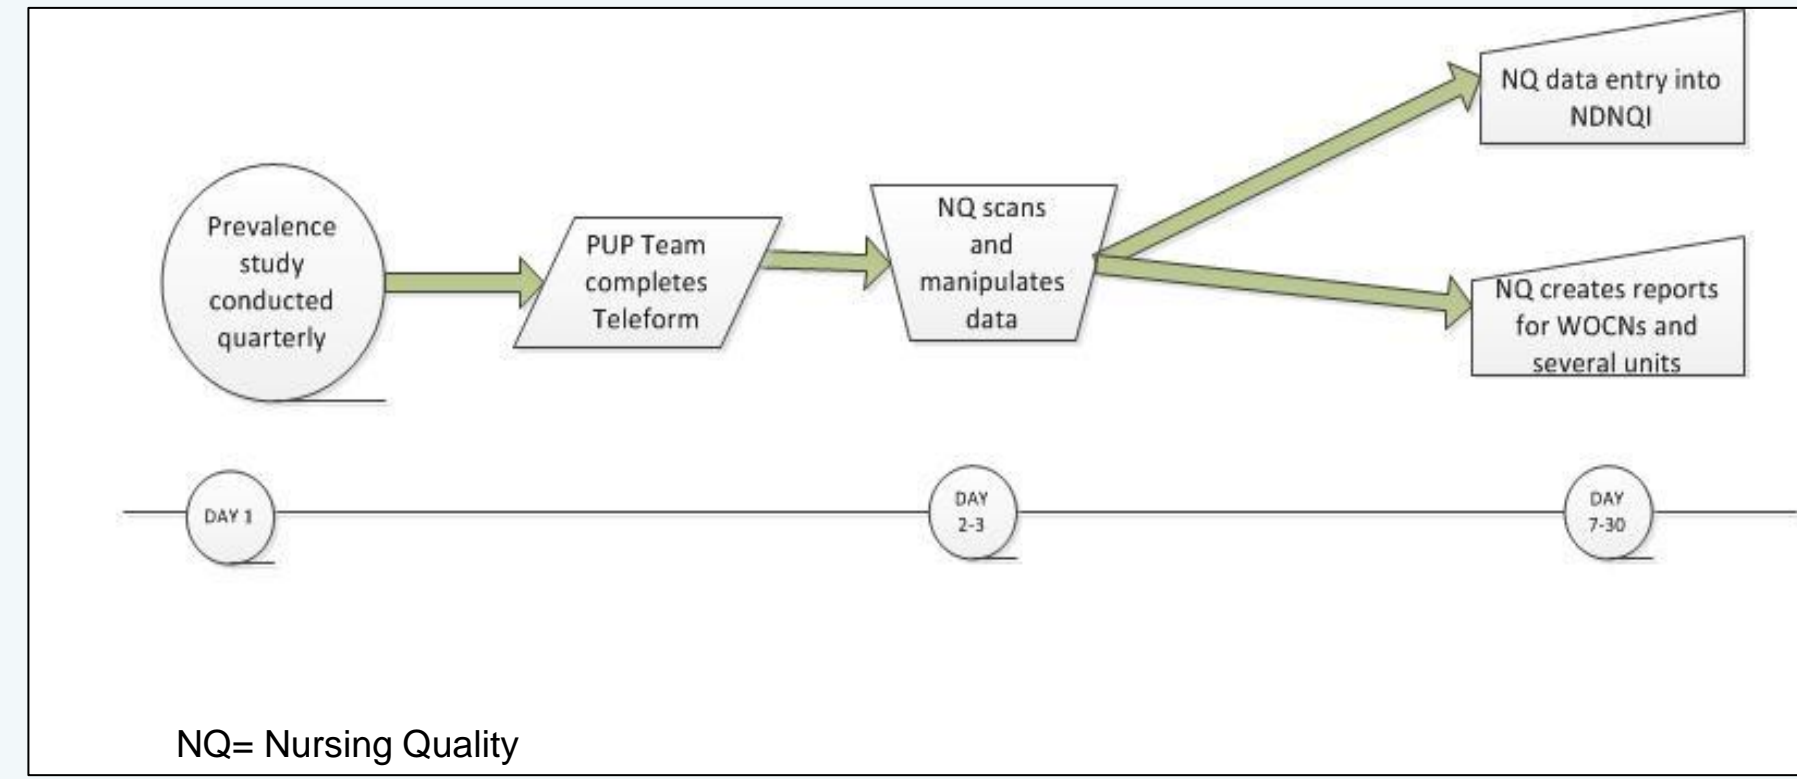 Prevalence
study
conducted
quarterly
PUP Team
completes
Teleform
NQ scans
and
manipulates
data
NQ data entry into
NDNQI
NQ creates reports
for WOCNs and
several units
DAY 1
DAY
2-3
DAY
7-30
NQ= Nursing Quality